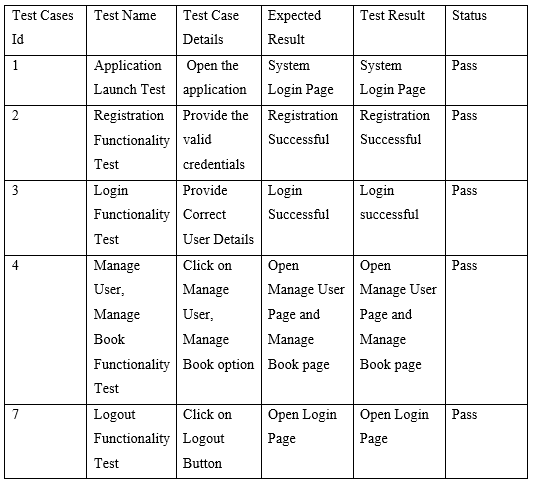 Test Cases Id | Test Name | Test Case Details | Expected Result | Test Result | Status
1 | Application Launch Test | Open the application | System Login Page | System Login Page | Pass
2 | Registration Functionality Test | Provide the valid credentials | Registration Successful | Registration Successful | Pass
3 | Login Functionality Test | Provide Correct User Details | Login Successful | Login successful | Pass
4 | Manage User, Manage Book Functionality Test | Click on Manage User, Manage Book option | Open Manage User Page and Manage Book page | Open Manage User Page and Manage Book page | Pass
7 | Logout Functionality Test | Click on Logout Button | Open Login Page | Open Login Page | Pass